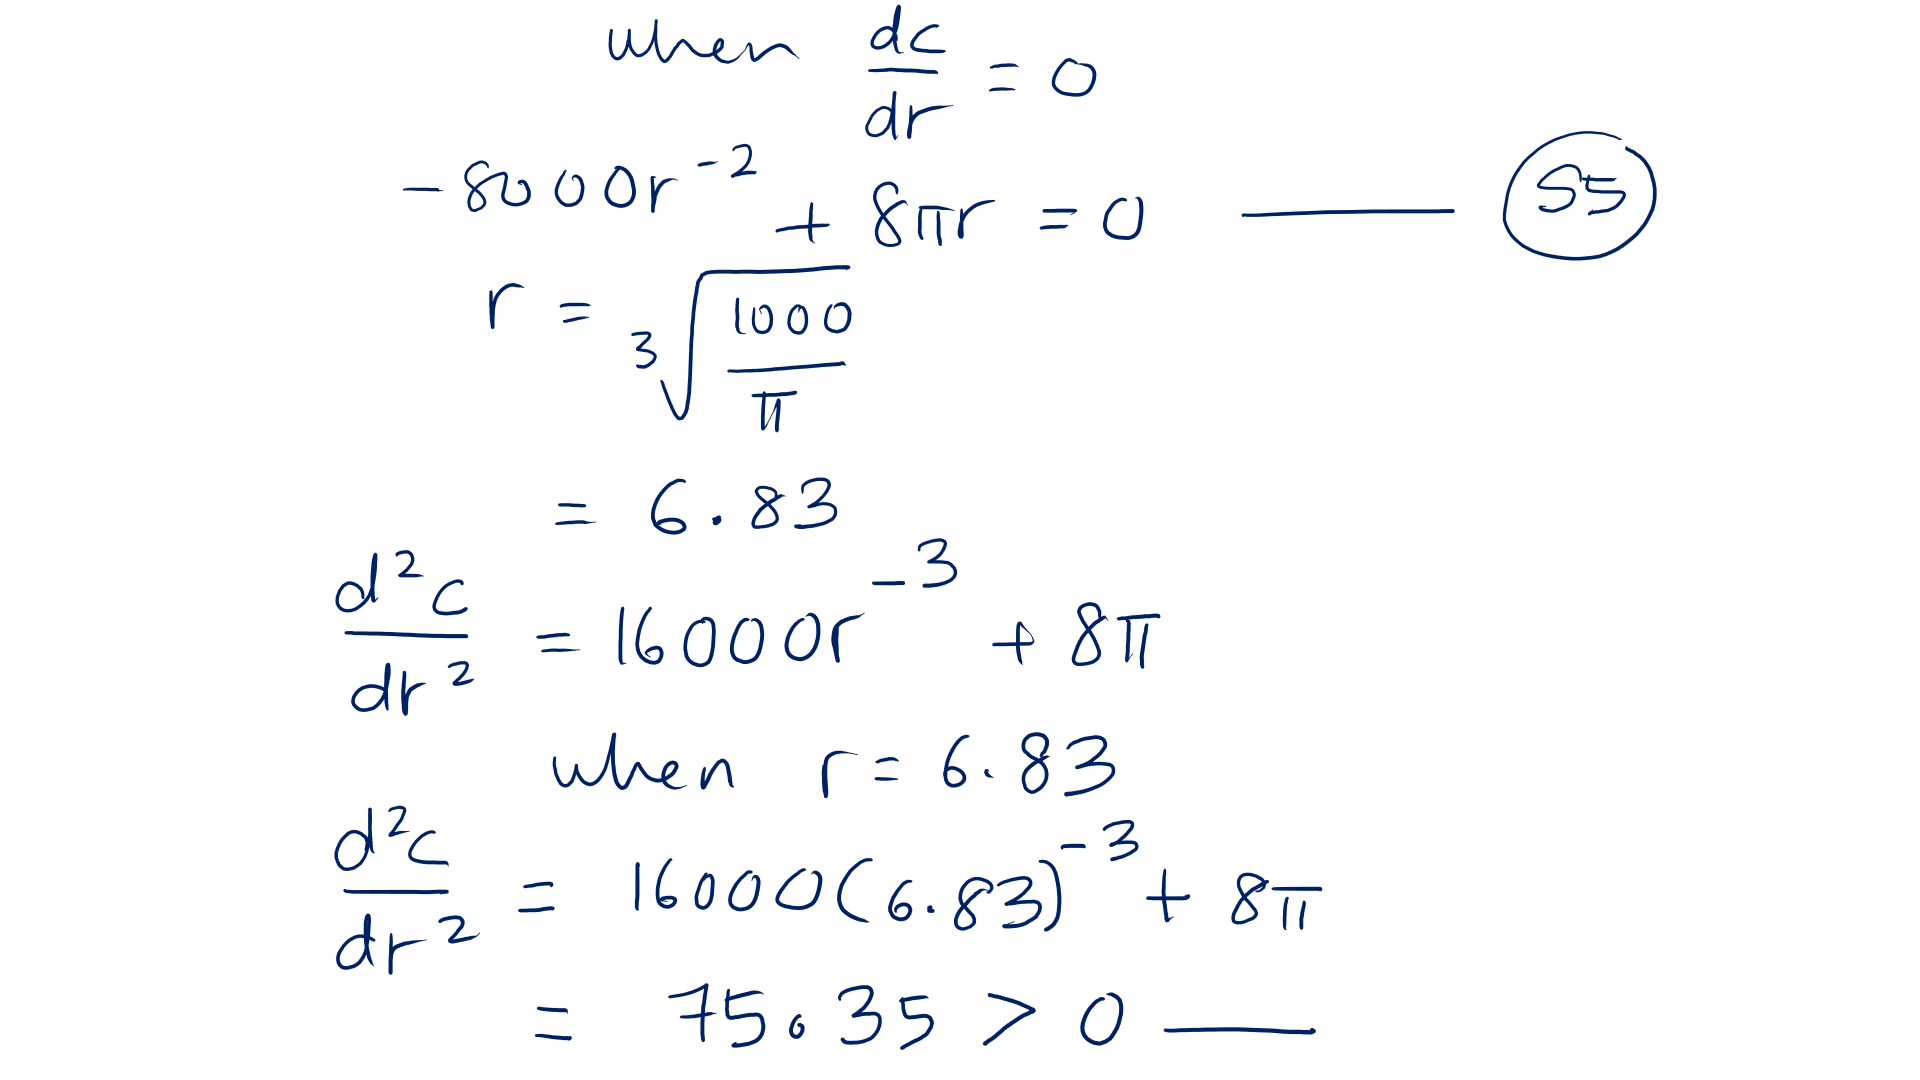 when dc/dr = 0
-8000r⁻² + 8πr = 0 —— S5
r = ³√(1000/π)
= 6.83
d²c/dr² = 16000r⁻³ + 8π
when r = 6.83
d²c/dr² = 16000(6.83)⁻³ + 8π
= 75.35 > 0 ——